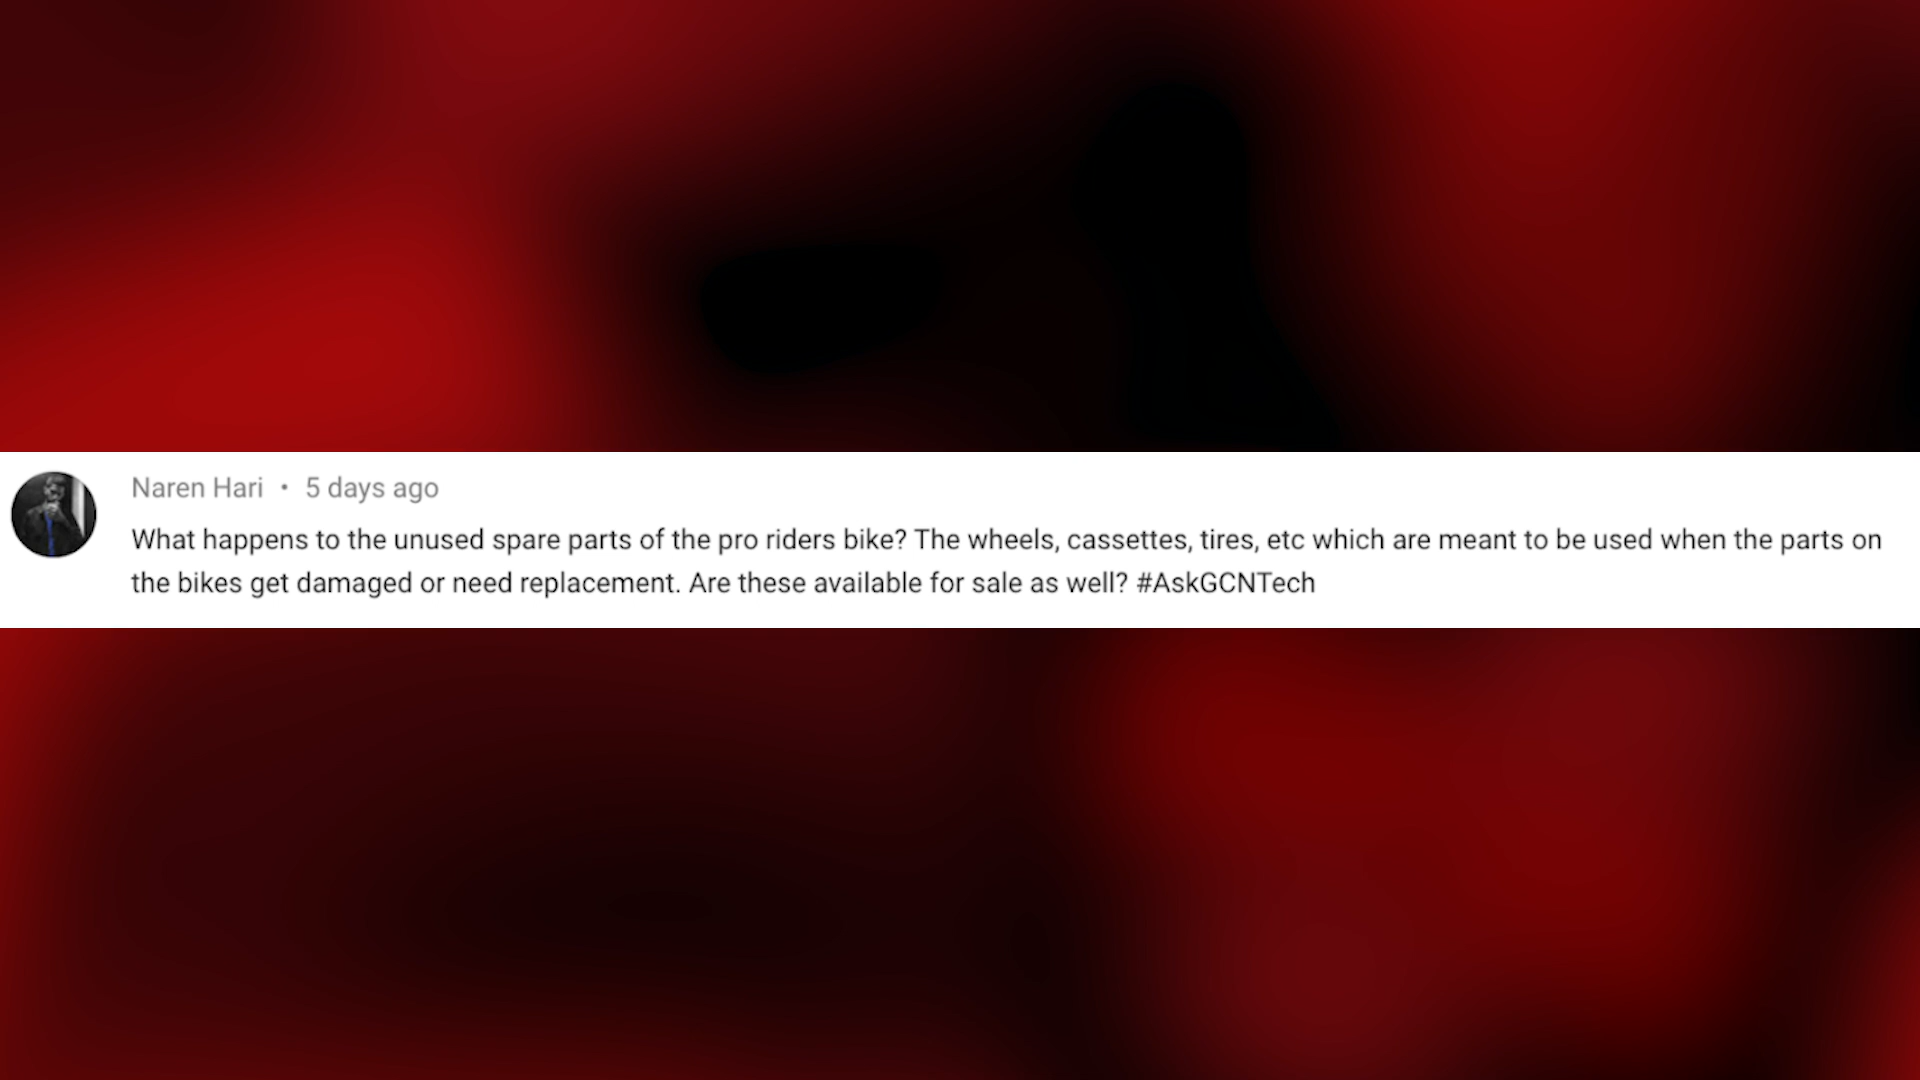 Naren Hari • 5 days ago
What happens to the unused spare parts of the pro riders bike? The wheels, cassettes, tires, etc which are meant to be used when the parts on
the bikes get damaged or need replacement. Are these available for sale as well? #AskGCNTech